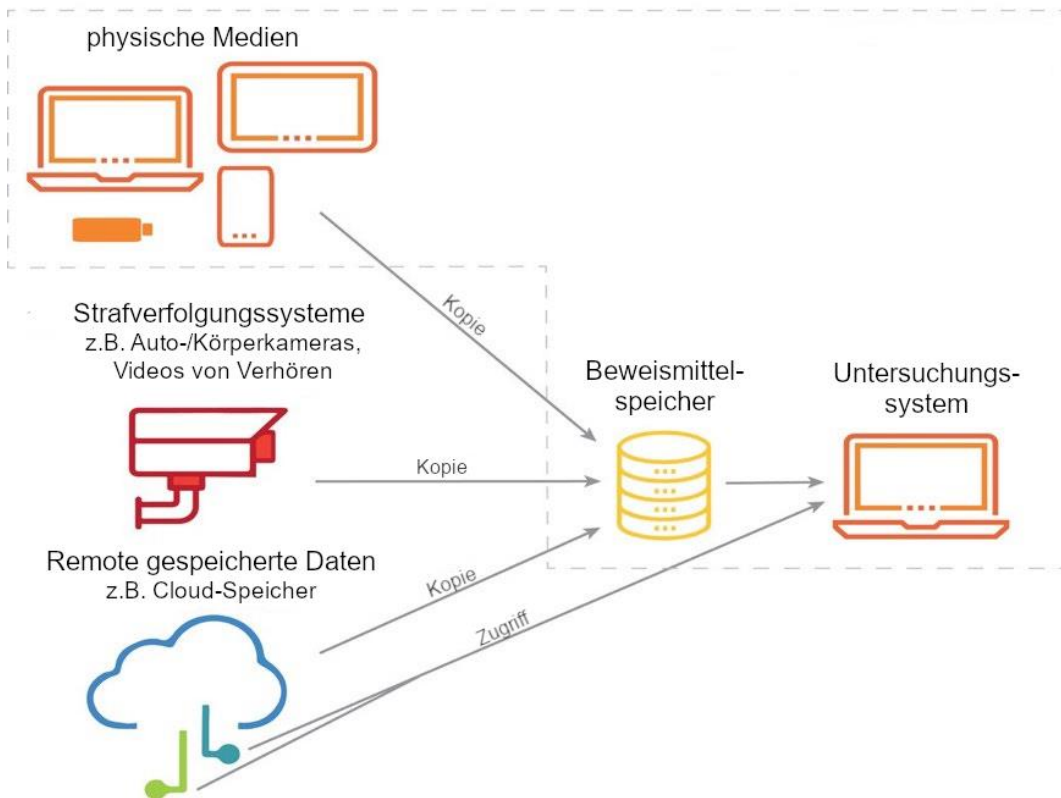 physische Medien
Kopie
Strafverfolgungssysteme
z.B. Auto-/Körperkameras,
Videos von Verhören
Kopie
Beweismittel-
speicher
Untersuchungs-
system
Remote gespeicherte Daten
z.B. Cloud-Speicher
Kopie
Zugriff